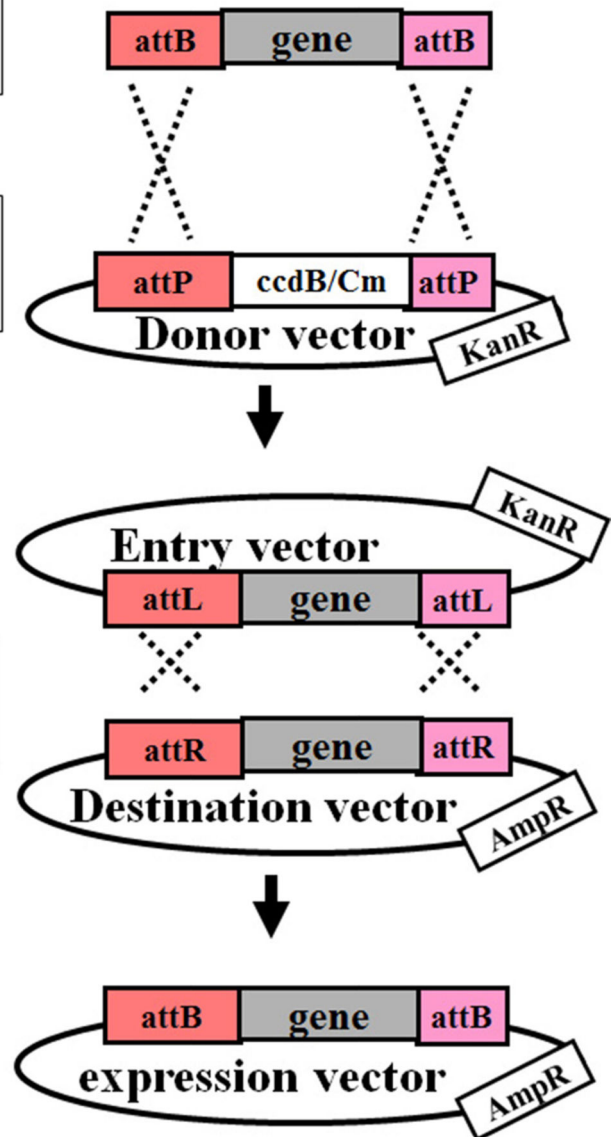 attB gene attB
attP ccdB/Cm attP
Donor vector
KanR
KanR
Entry vector
attL gene attL
attR gene attR
Destination vector
AmpR
attB gene attB
expression vector
AmpR